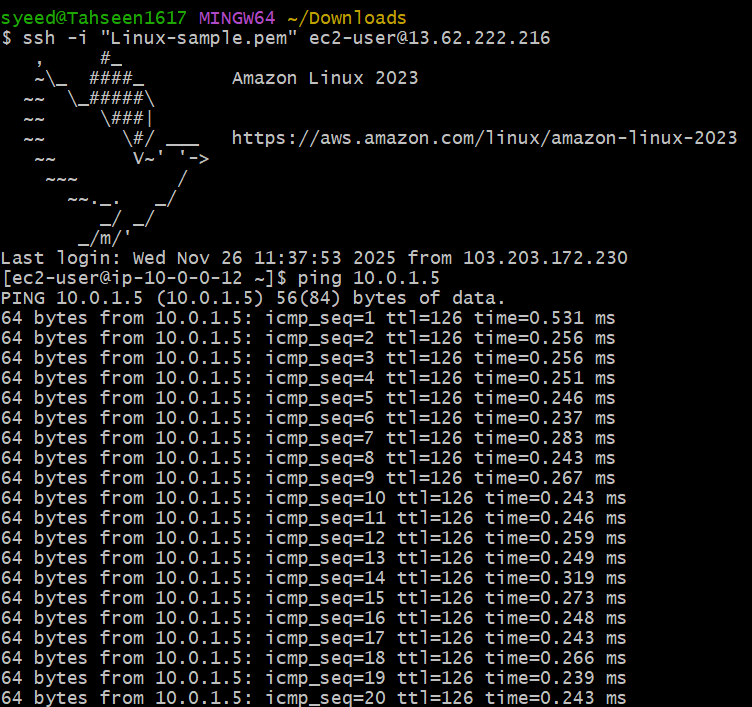 syeed@Tahseen1617 MINGW64 ~/Downloads
$ ssh -i "Linux-sample.pem" ec2-user@13.62.222.216
   ,     #_
   ~\_  ####_        Amazon Linux 2023
  ~~  \_#####\
  ~~     \###|
  ~~       \#/ ___   https://aws.amazon.com/linux/amazon-linux-2023
   ~~       V~' '->
    ~~~         /
      ~~._.   _/
         _/ _/
       _/m/'
Last login: Wed Nov 26 11:37:53 2025 from 103.203.172.230
[ec2-user@ip-10-0-0-12 ~]$ ping 10.0.1.5
PING 10.0.1.5 (10.0.1.5) 56(84) bytes of data.
64 bytes from 10.0.1.5: icmp_seq=1 ttl=126 time=0.531 ms
64 bytes from 10.0.1.5: icmp_seq=2 ttl=126 time=0.256 ms
64 bytes from 10.0.1.5: icmp_seq=3 ttl=126 time=0.256 ms
64 bytes from 10.0.1.5: icmp_seq=4 ttl=126 time=0.251 ms
64 bytes from 10.0.1.5: icmp_seq=5 ttl=126 time=0.246 ms
64 bytes from 10.0.1.5: icmp_seq=6 ttl=126 time=0.237 ms
64 bytes from 10.0.1.5: icmp_seq=7 ttl=126 time=0.283 ms
64 bytes from 10.0.1.5: icmp_seq=8 ttl=126 time=0.243 ms
64 bytes from 10.0.1.5: icmp_seq=9 ttl=126 time=0.267 ms
64 bytes from 10.0.1.5: icmp_seq=10 ttl=126 time=0.243 ms
64 bytes from 10.0.1.5: icmp_seq=11 ttl=126 time=0.246 ms
64 bytes from 10.0.1.5: icmp_seq=12 ttl=126 time=0.259 ms
64 bytes from 10.0.1.5: icmp_seq=13 ttl=126 time=0.249 ms
64 bytes from 10.0.1.5: icmp_seq=14 ttl=126 time=0.319 ms
64 bytes from 10.0.1.5: icmp_seq=15 ttl=126 time=0.273 ms
64 bytes from 10.0.1.5: icmp_seq=16 ttl=126 time=0.248 ms
64 bytes from 10.0.1.5: icmp_seq=17 ttl=126 time=0.243 ms
64 bytes from 10.0.1.5: icmp_seq=18 ttl=126 time=0.266 ms
64 bytes from 10.0.1.5: icmp_seq=19 ttl=126 time=0.239 ms
64 bytes from 10.0.1.5: icmp_seq=20 ttl=126 time=0.243 ms